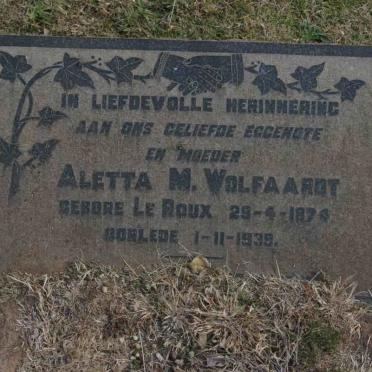 IN LIEFDEVOLLE HERINNERING
AAN ONS GELIEFDE EGGENOTE
EN MOEDER
ALETTA M. WOLFAARDT
GEBORE LE ROUX 29-4-1874
OORLEDE 1-11-1939.